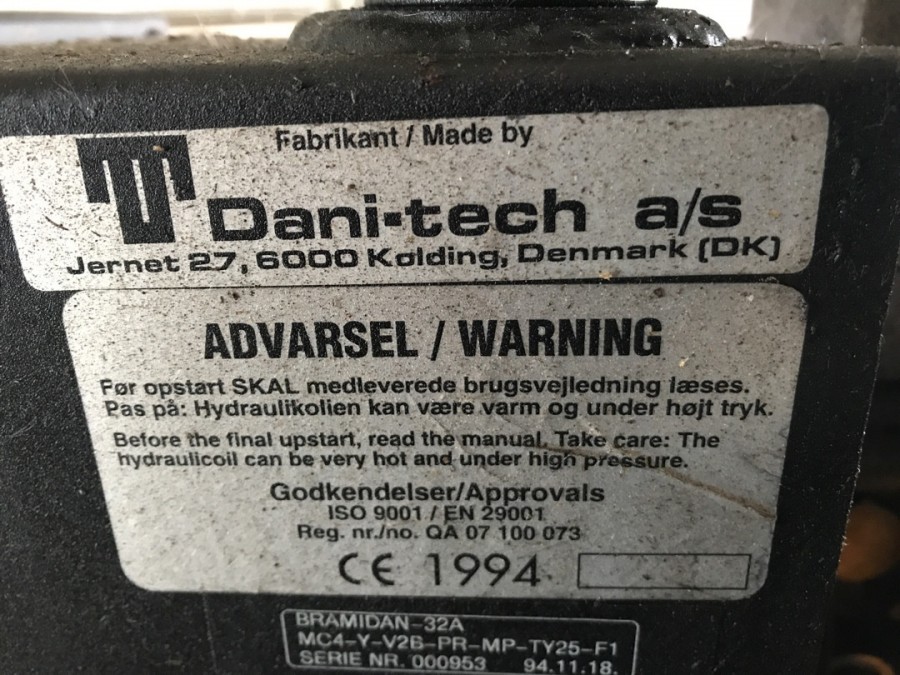 Fabrikant / Made by
Dani-tech a/s
Jernet 27, 6000 Kolding, Denmark (DK)
ADVARSEL / WARNING
Før opstart SKAL medleverede brugsvejledning læses.
Pas på: Hydraulikolien kan være varm og under højt tryk.
Before the final upstart, read the manual. Take care: The
hydraulicoil can be very hot and under high pressure.
Godkendelser/Approvals
ISO 9001 / EN 29001
Reg. nr./no. QA 07 100 073
CE 1994
BRAMIDAN-32A
MC4-Y-V2B-PR-MP-TY25-F1
SERIE NR. 000953 94.11.18.